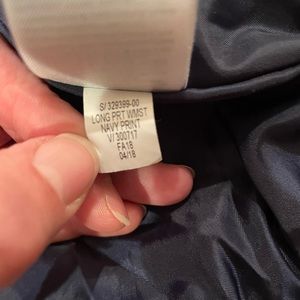 S/ 329399-00
LONG PRT WMST
NAVY PRINT
V/ 300717
FA18
04/18